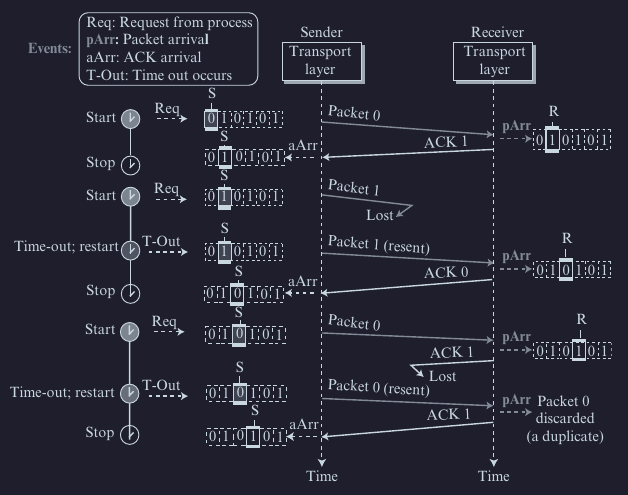 Events:
Req: Request from process
pArr: Packet arrival
aArr: ACK arrival
T-Out: Time out occurs
Sender
Transport
layer
Receiver
Transport
layer
Start
Req
S
0 1 0 1 0 1
Packet 0
pArr
R
0 1 0 1 0 1
Stop
S
0 1 0 1 0 1
aArr
ACK 1
Start
Req
S
0 1 0 1 0 1
Packet 1
Lost
Time-out; restart
T-Out
S
0 1 0 1 0 1
Packet 1 (resent)
pArr
R
0 1 0 1 0 1
Stop
S
0 1 0 1 0 1
aArr
ACK 0
Start
Req
S
0 1 0 1 0 1
Packet 0
pArr
R
0 1 0 1 0 1
ACK 1
Lost
Time-out; restart
T-Out
S
0 1 0 1 0 1
Packet 0 (resent)
pArr
Packet 0
discarded
(a duplicate)
Stop
S
0 1 0 1 0 1
aArr
ACK 1
Time
Time